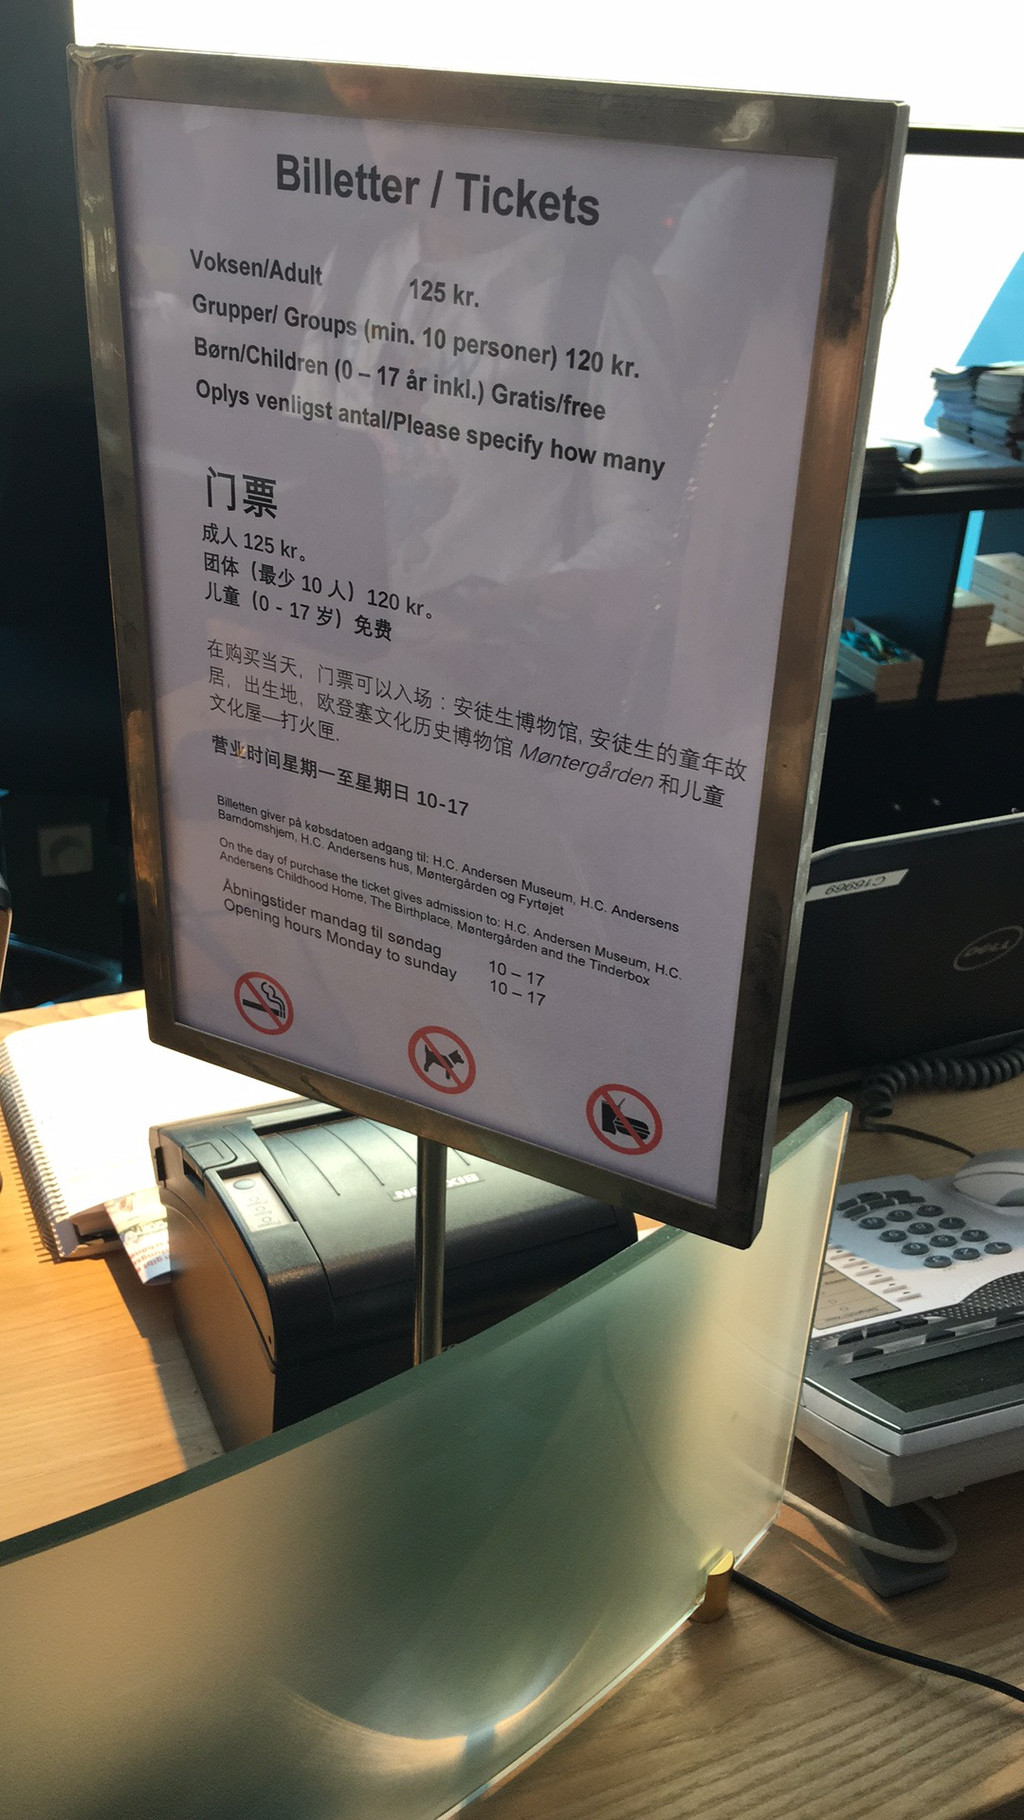 Billetter / Tickets
Voksen/Adult 125 kr.
Grupper/ Groups (min. 10 personer) 120 kr.
Børn/Children (0 – 17 år inkl.) Gratis/free
Oplys venligst antal/Please specify how many
门票
成人 125 kr。
团体（最少 10 人）120 kr。
儿童（0 - 17 岁）免费
在购买当天，门票可以入场：安徒生博物馆, 安徒生的童年故
居，出生地，欧登塞文化历史博物馆 Møntergården 和儿童
文化屋—打火匣.
营业时间星期一至星期日 10-17
Billetten giver på købsdatoen adgang til: H.C. Andersen Museum, H.C. Andersens
Barndomshjem, H.C. Andersens hus, Møntergården og Fyrtøjet
On the day of purchase the ticket gives admission to: H.C. Andersen Museum, H.C.
Andersens Childhood Home, The Birthplace, Møntergården and the Tinderbox
Åbningstider mandag til søndag 10 – 17
Opening hours Monday to sunday 10 – 17
C16969
DELL
BIXOLON